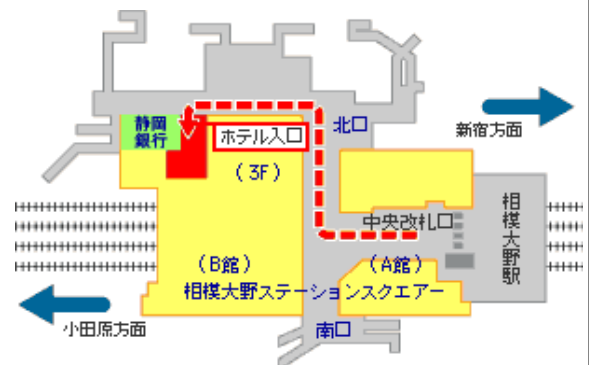 静岡
銀行
ホテル入口
北口
新宿方面
(3F)
中央改札口
相模大野駅
(B館)
(A館)
相模大野ステーションスクエアー
小田原方面
南口